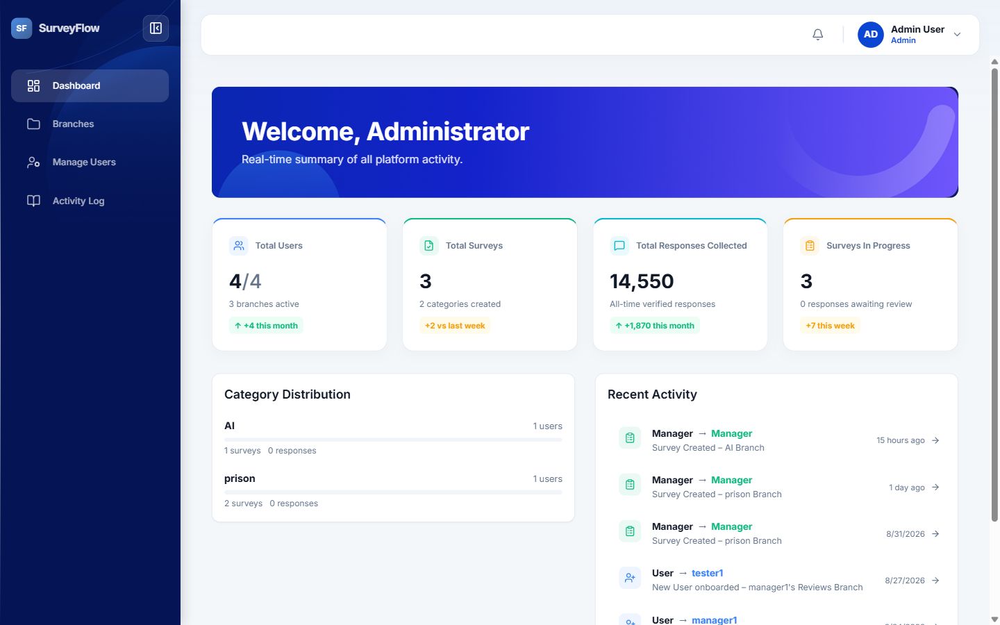 SF SurveyFlow
Dashboard
Branches
Manage Users
Activity Log
AD
Admin User
Admin
Welcome, Administrator
Real-time summary of all platform activity.
Total Users
4/4
3 branches active
↑ +4 this month
Total Surveys
3
2 categories created
+2 vs last week
Total Responses Collected
14,550
All-time verified responses
↑ +1,870 this month
Surveys In Progress
3
0 responses awaiting review
+7 this week
Category Distribution
AI 1 users
1 surveys 0 responses
prison 1 users
2 surveys 0 responses
Recent Activity
Manager → Manager
Survey Created – AI Branch
15 hours ago →
Manager → Manager
Survey Created – prison Branch
1 day ago →
Manager → Manager
Survey Created – prison Branch
8/31/2026 →
User → tester1
New User onboarded – manager1's Reviews Branch
8/27/2026 →
User → manager1